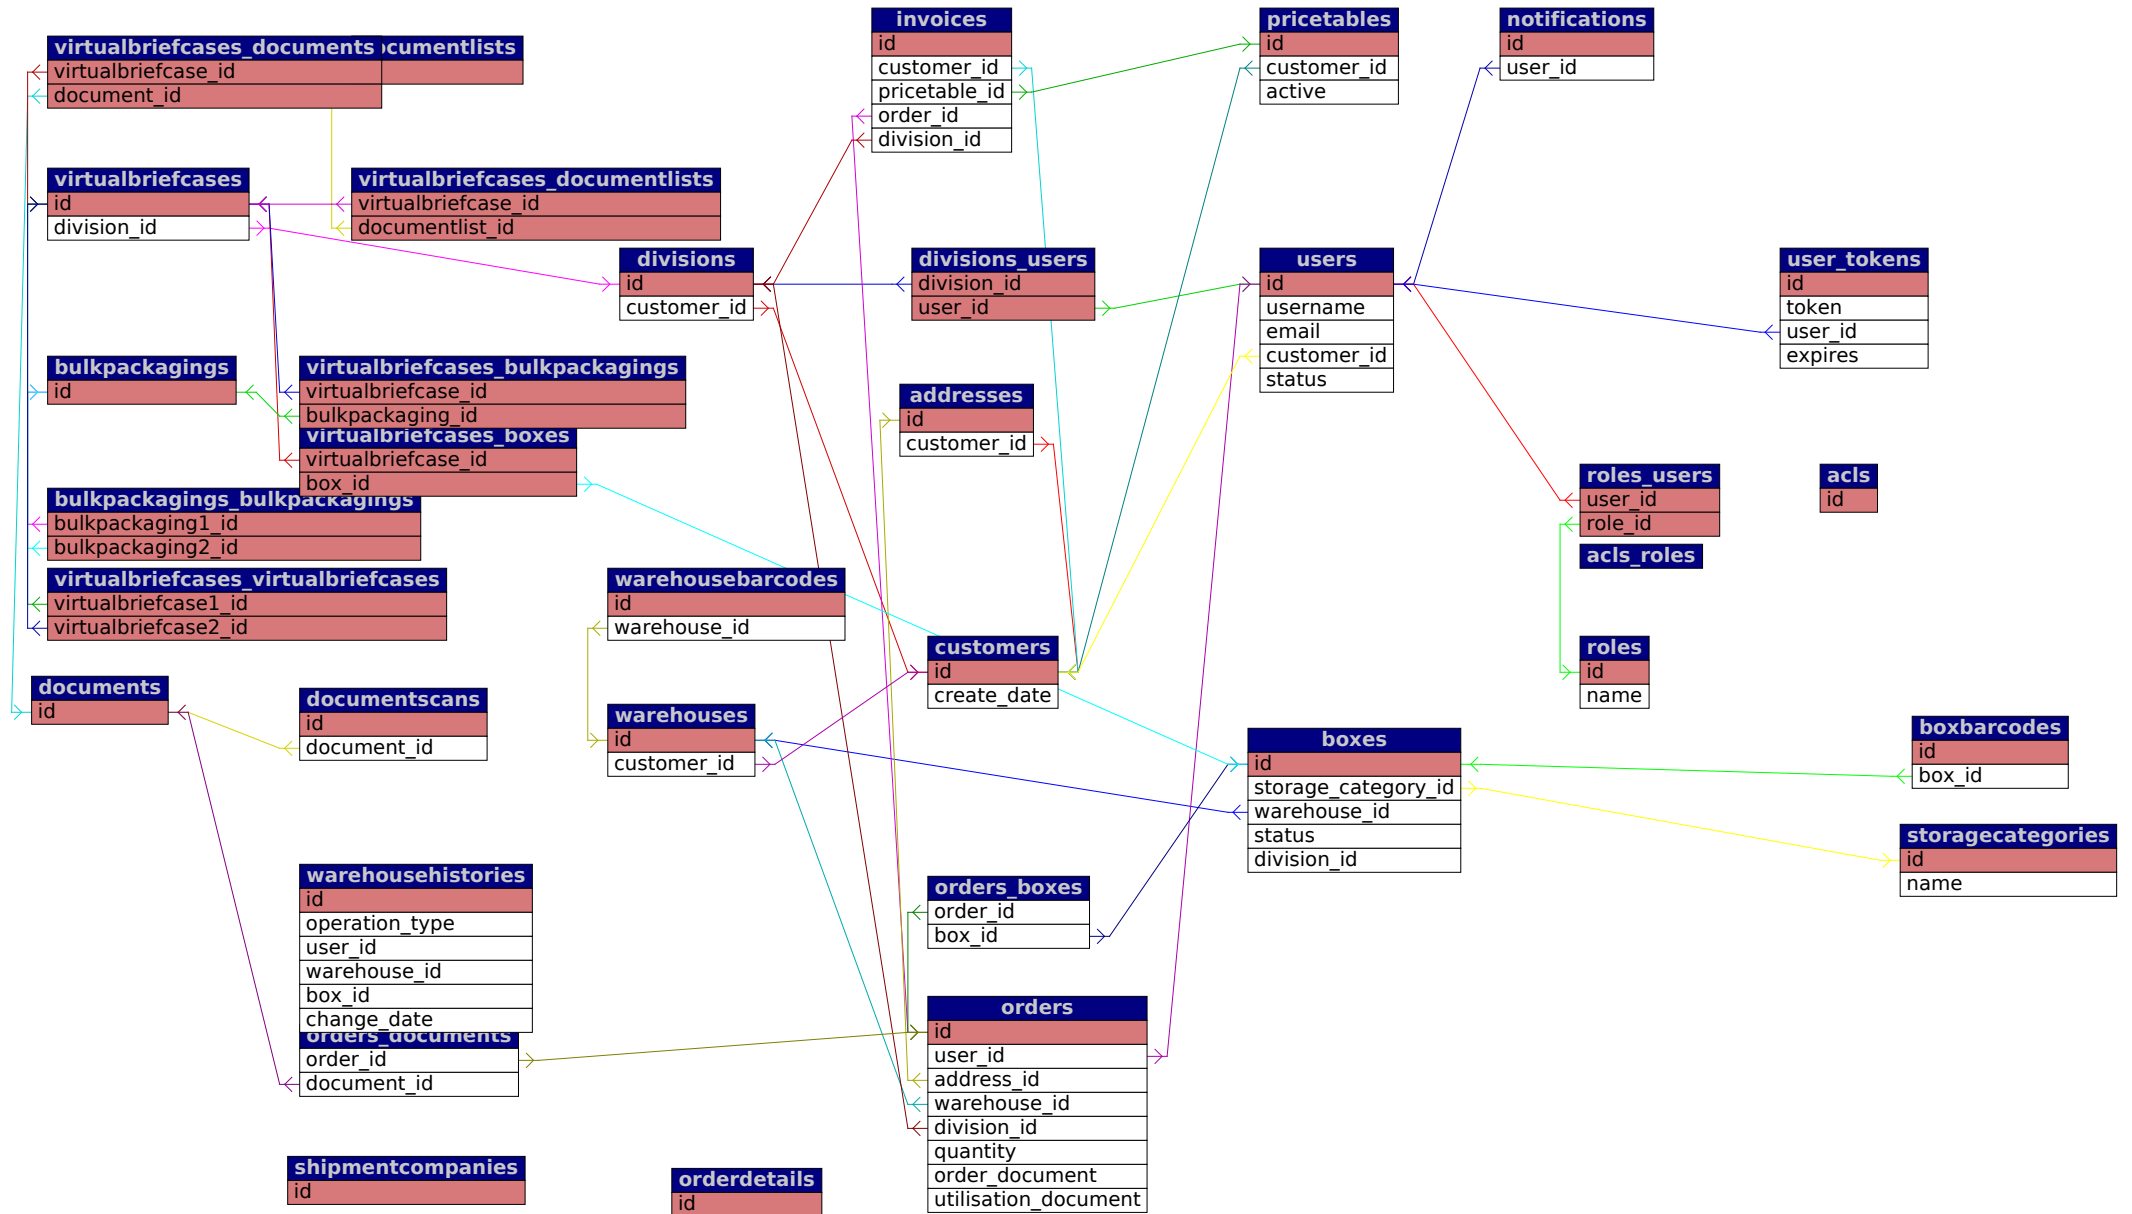 virtualbriefcases_documents
virtualbriefcase_id
document_id
ocumentlists
invoices
id
customer_id
pricetable_id
order_id
division_id
pricetables
id
customer_id
active
notifications
id
user_id
virtualbriefcases
id
division_id
virtualbriefcases_documentlists
virtualbriefcase_id
documentlist_id
divisions
id
customer_id
divisions_users
division_id
user_id
users
id
username
email
customer_id
status
user_tokens
id
token
user_id
expires
bulkpackagings
id
virtualbriefcases_bulkpackagings
virtualbriefcase_id
bulkpackaging_id
virtualbriefcases_boxes
virtualbriefcase_id
box_id
addresses
id
customer_id
roles_users
user_id
role_id
acls
id
acls_roles
bulkpackagings_bulkpackagings
bulkpackaging1_id
bulkpackaging2_id
virtualbriefcases_virtualbriefcases
virtualbriefcase1_id
virtualbriefcase2_id
warehousebarcodes
id
warehouse_id
customers
id
create_date
roles
id
name
documents
id
documentscans
id
document_id
warehouses
id
customer_id
boxes
id
storage_category_id
warehouse_id
status
division_id
boxbarcodes
id
box_id
storagecategories
id
name
warehousehistories
id
operation_type
user_id
warehouse_id
box_id
change_date
orders_documents
order_id
document_id
orders_boxes
order_id
box_id
orders
id
user_id
address_id
warehouse_id
division_id
quantity
order_document
utilisation_document
shipmentcompanies
id
orderdetails
id